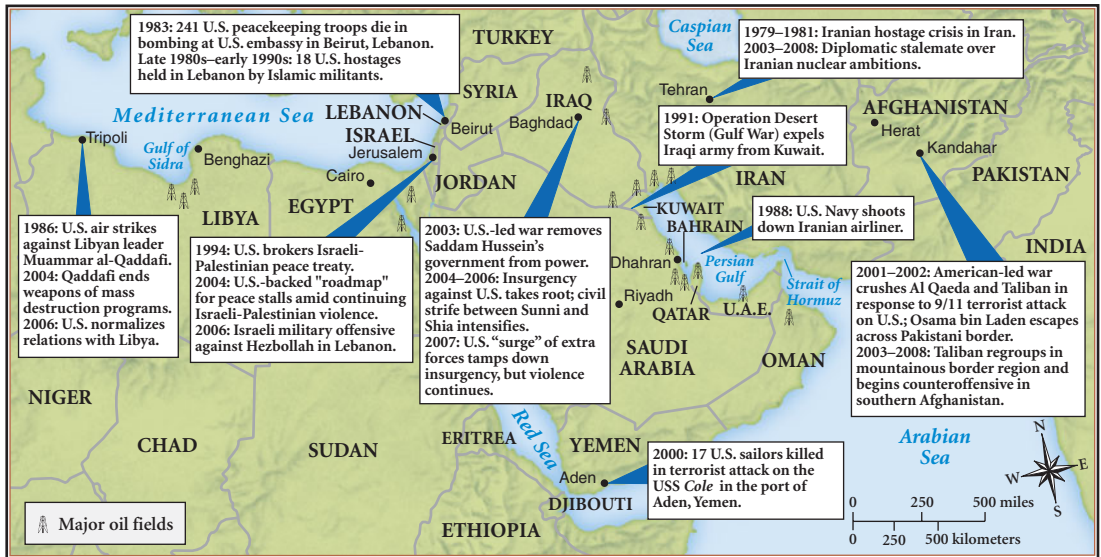 1983: 241 U.S. peacekeeping troops die in
bombing at U.S. embassy in Beirut, Lebanon.
Late 1980s–early 1990s: 18 U.S. hostages
held in Lebanon by Islamic militants.
TURKEY
Caspian
Sea
1979–1981: Iranian hostage crisis in Iran.
2003–2008: Diplomatic stalemate over
Iranian nuclear ambitions.
Mediterranean Sea
SYRIA
LEBANON
Beirut
ISRAEL
Jerusalem
IRAQ
Baghdad
Tehran
1991: Operation Desert
Storm (Gulf War) expels
Iraqi army from Kuwait.
AFGHANISTAN
Herat
Kandahar
PAKISTAN
Tripoli
Gulf of
Sidra
Benghazi
Cairo
JORDAN
IRAN
LIBYA
EGYPT
KUWAIT
BAHRAIN
1988: U.S. Navy shoots
down Iranian airliner.
INDIA
1986: U.S. air strikes
against Libyan leader
Muammar al-Qaddafi.
2004: Qaddafi ends
weapons of mass
destruction programs.
2006: U.S. normalizes
relations with Libya.
1994: U.S. brokers Israeli-
Palestinian peace treaty.
2004: U.S.-backed "roadmap"
for peace stalls amid continuing
Israeli-Palestinian violence.
2006: Israeli military offensive
against Hezbollah in Lebanon.
2003: U.S.-led war removes
Saddam Hussein’s
government from power.
2004–2006: Insurgency
against U.S. takes root; civil
strife between Sunni and
Shia intensifies.
2007: U.S. “surge” of extra
forces tamps down
insurgency, but violence
continues.
Dhahran
Persian
Gulf
Strait of
Hormuz
Riyadh
QATAR
U.A.E.
SAUDI
ARABIA
OMAN
2001–2002: American-led war
crushes Al Qaeda and Taliban in
response to 9/11 terrorist attack
on U.S.; Osama bin Laden escapes
across Pakistani border.
2003–2008: Taliban regroups in
mountainous border region and
begins counteroffensive in
southern Afghanistan.
NIGER
CHAD
SUDAN
ERITREA
Red Sea
YEMEN
Aden
DJIBOUTI
ETHIOPIA
2000: 17 U.S. sailors killed
in terrorist attack on the
USS Cole in the port of
Aden, Yemen.
Arabian
Sea
N
W
E
S
0 250 500 miles
0 250 500 kilometers
Major oil fields